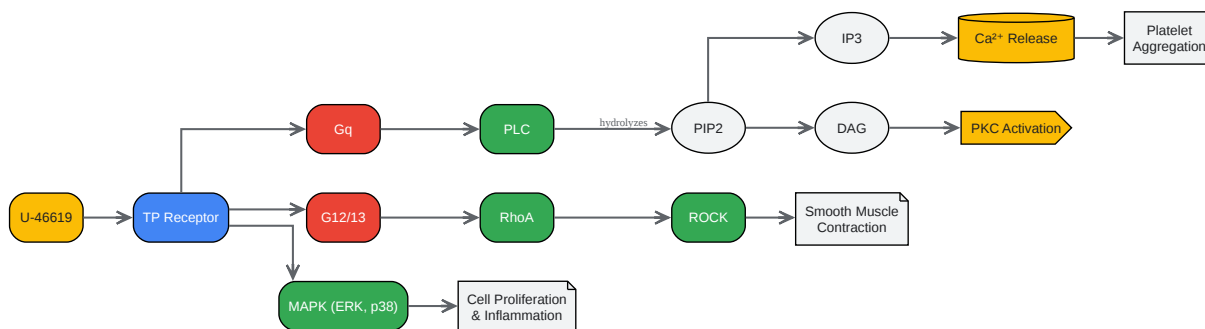 IP3
Ca²⁺ Release
Platelet
Aggregation
Gq
PLC
hydrolyzes
PIP2
DAG
PKC Activation
U-46619
TP Receptor
G12/13
RhoA
ROCK
Smooth Muscle
Contraction
MAPK (ERK, p38)
Cell Proliferation
& Inflammation